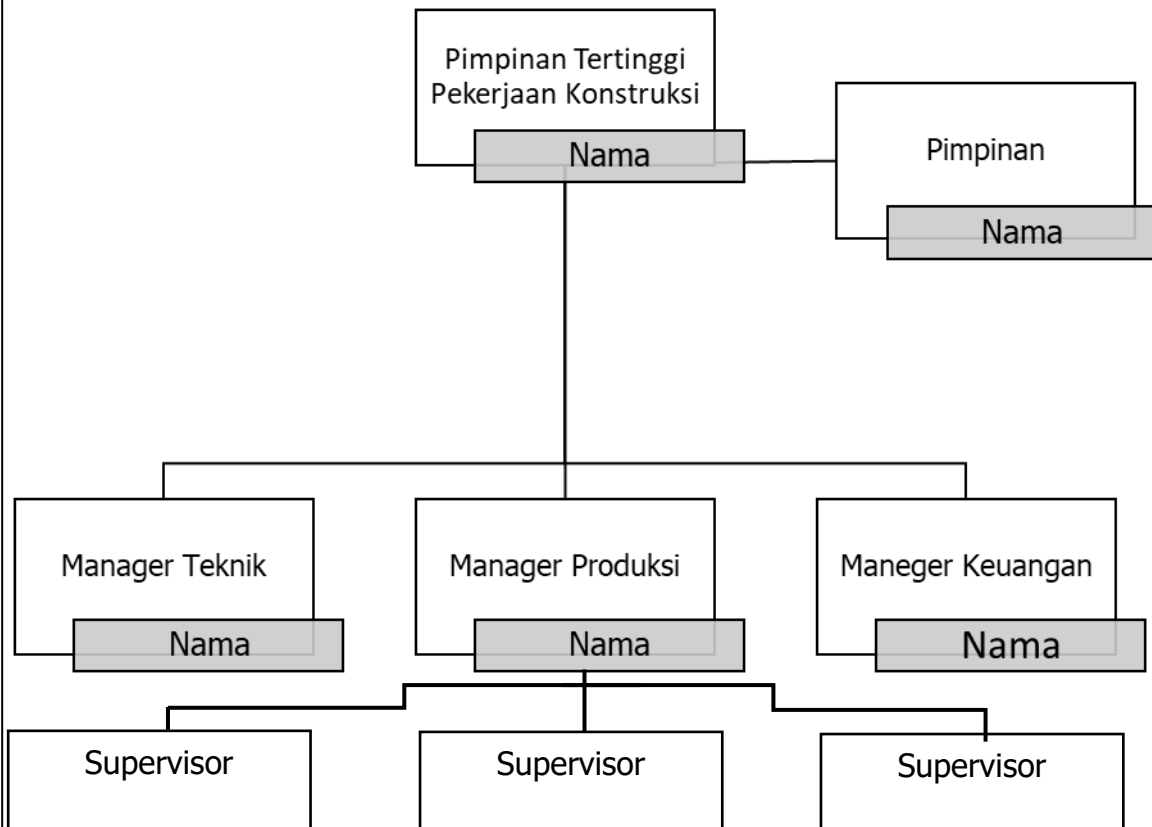 Pimpinan Tertinggi
Pekerjaan Konstruksi
Nama
Pimpinan
Nama
Manager Teknik
Nama
Manager Produksi
Nama
Maneger Keuangan
Nama
Supervisor
Supervisor
Supervisor